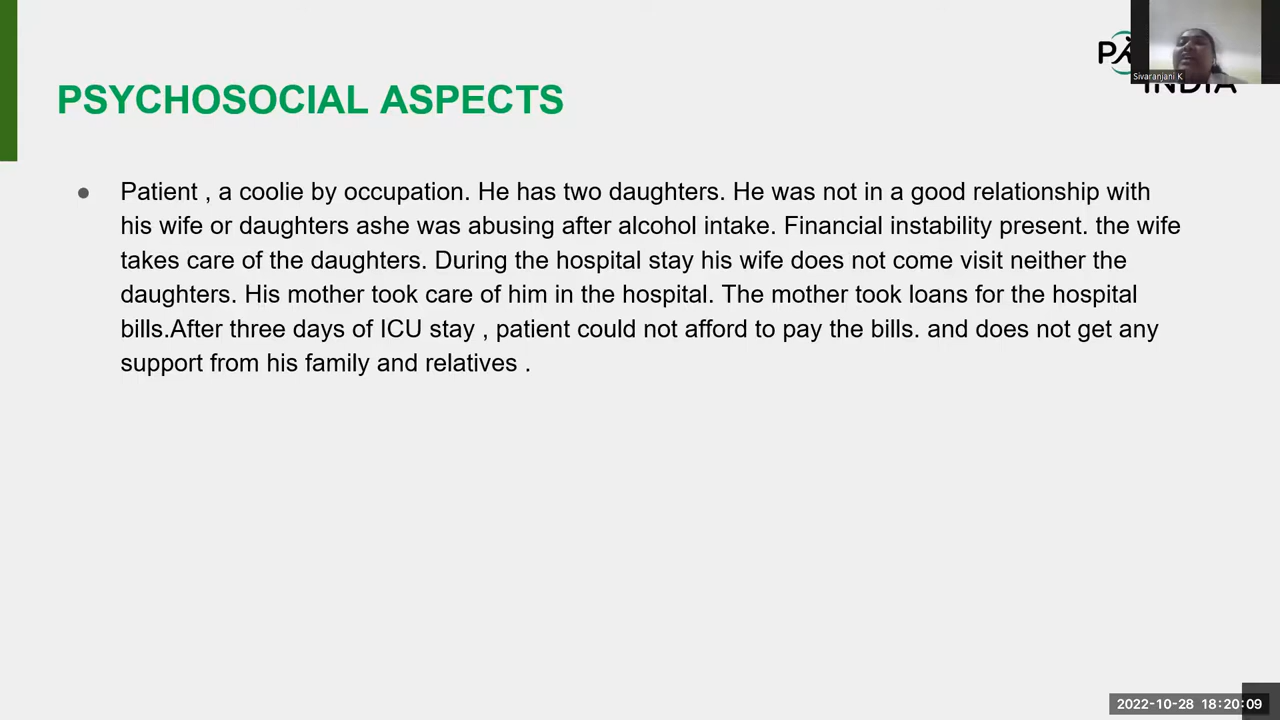 Sivaranjani K
INDIA
PSYCHOSOCIAL ASPECTS
Patient , a coolie by occupation. He has two daughters. He was not in a good relationship with
his wife or daughters ashe was abusing after alcohol intake. Financial instability present. the wife
takes care of the daughters. During the hospital stay his wife does not come visit neither the
daughters. His mother took care of him in the hospital. The mother took loans for the hospital
bills.After three days of ICU stay , patient could not afford to pay the bills. and does not get any
support from his family and relatives .
2022-10-28 18:20:09